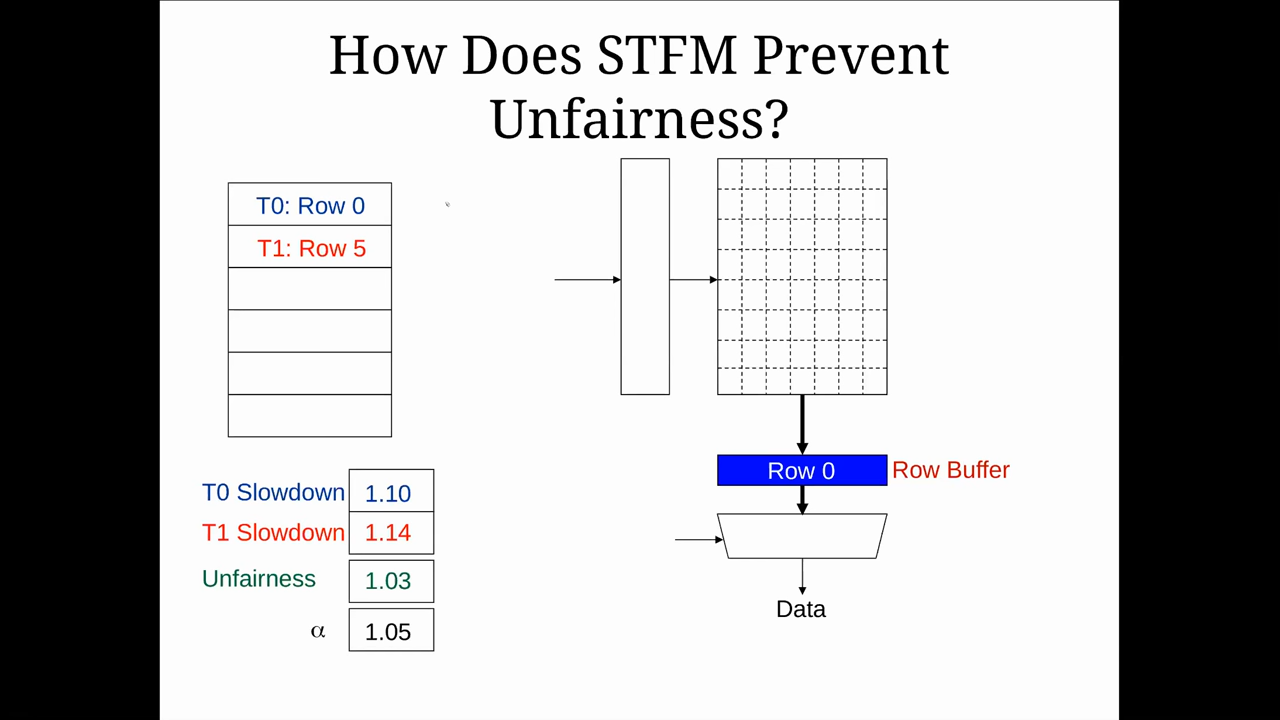 How Does STFM Prevent
Unfairness?
T0: Row 0
T1: Row 5
Row 0
Row Buffer
T0 Slowdown 1.10
T1 Slowdown 1.14
Unfairness 1.03
α 1.05
Data